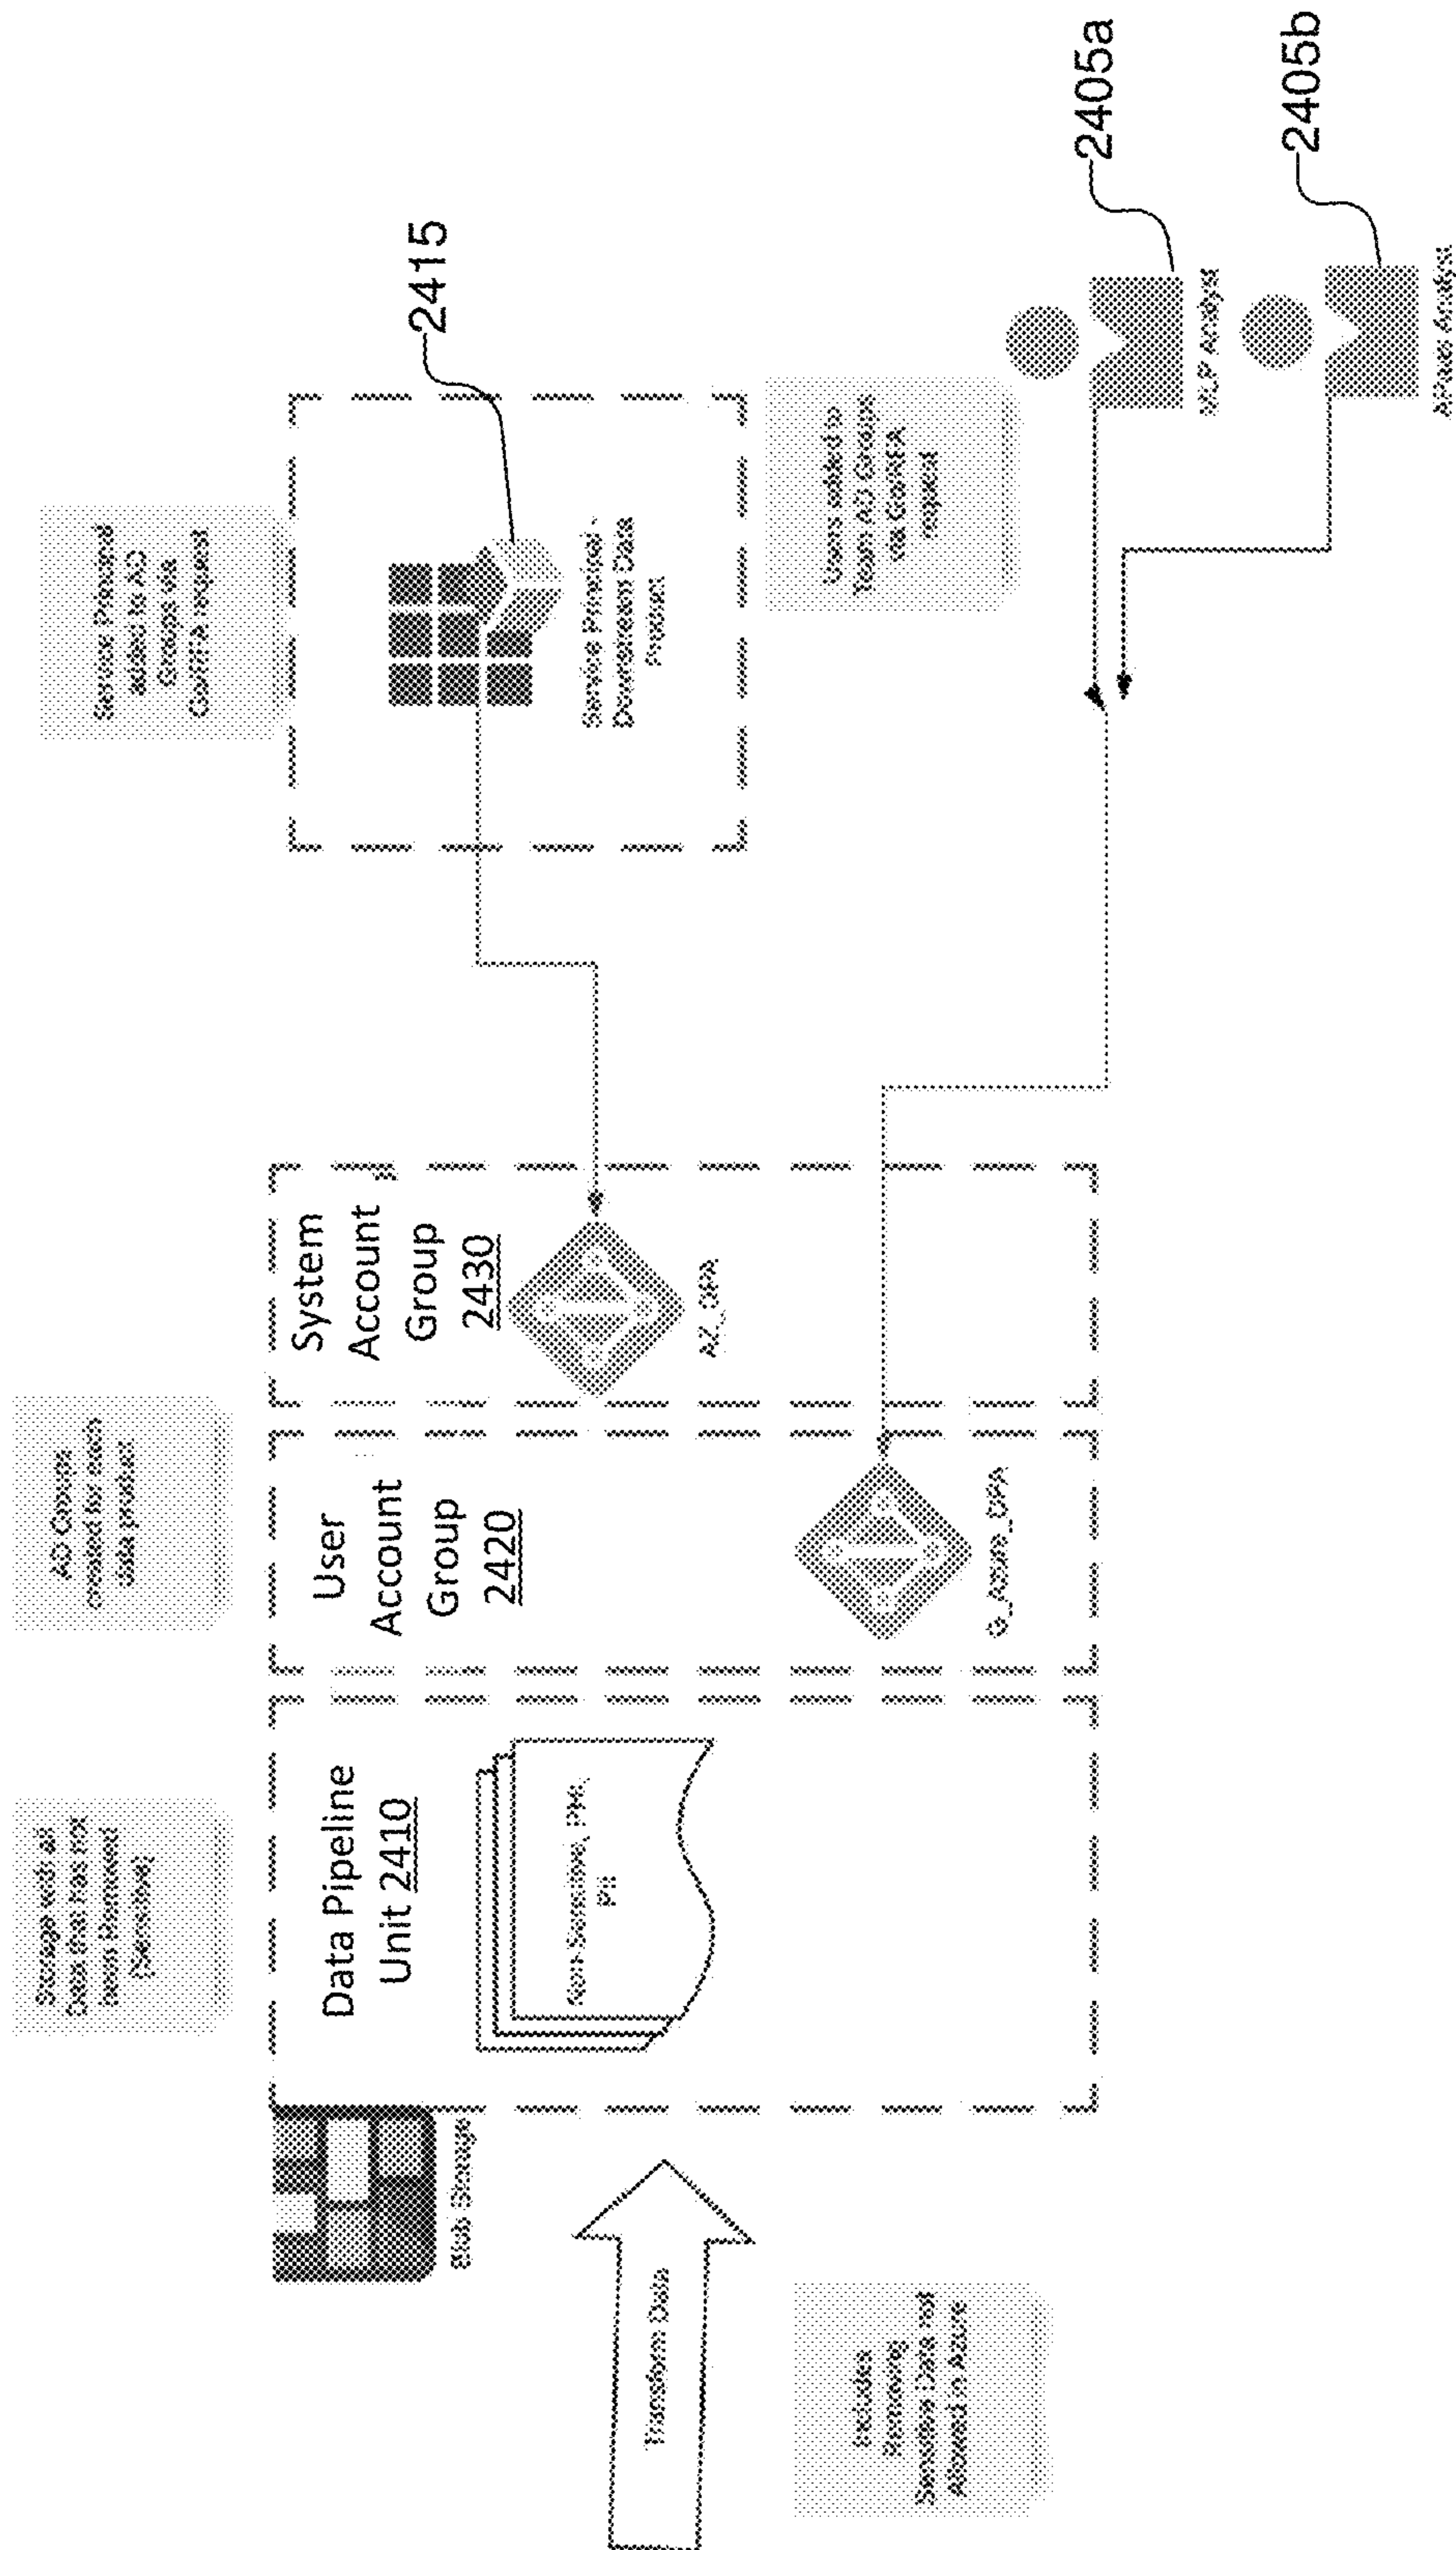 Storage with all
Data that has not
been Removed
(Sensitive)
AD Groups
created for each
data product
Service Principal
added to AD
Groups via
request
Blob Storage
Data Pipeline
Unit 2410
Non-Sensitive, PHI,
PII
User
Account
Group
2420
G_Azure_DPA
System
Account
Group
2430
AZ_DPA
2415
Service Principal -
Downstream Data
Product
Transform Data
Includes
Removing
Sensitive Data not
Allowed in Azure
Users added to
Team AD Groups
via
request
2405a
MLP Analyst
2405b
Analyst